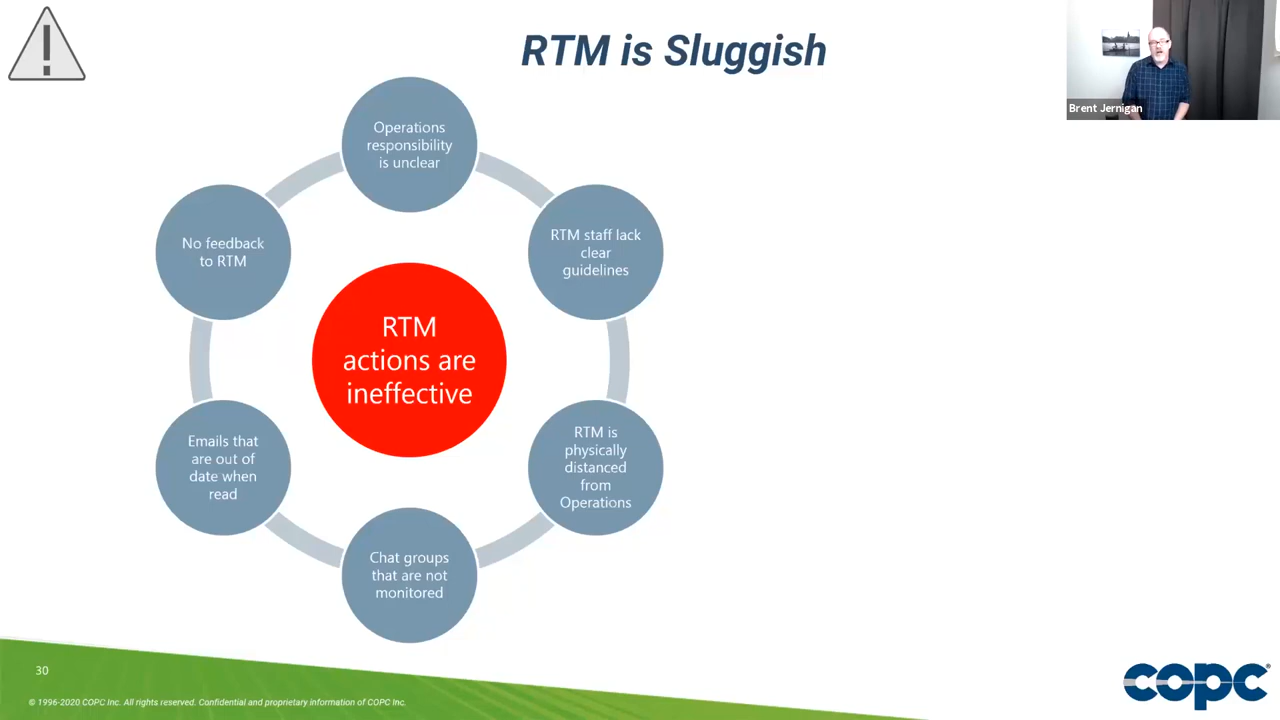 RTM is Sluggish
Brent Jernigan
Operations
responsibility
is unclear
RTM staff lack
clear
guidelines
RTM is
physically
distanced
from
Operations
Chat groups
that are not
monitored
Emails that
are out of
date when
read
No feedback
to RTM
RTM
actions are
ineffective
30
© 1996-2020 COPC Inc. All rights reserved. Confidential and proprietary information of COPC Inc.
copc®